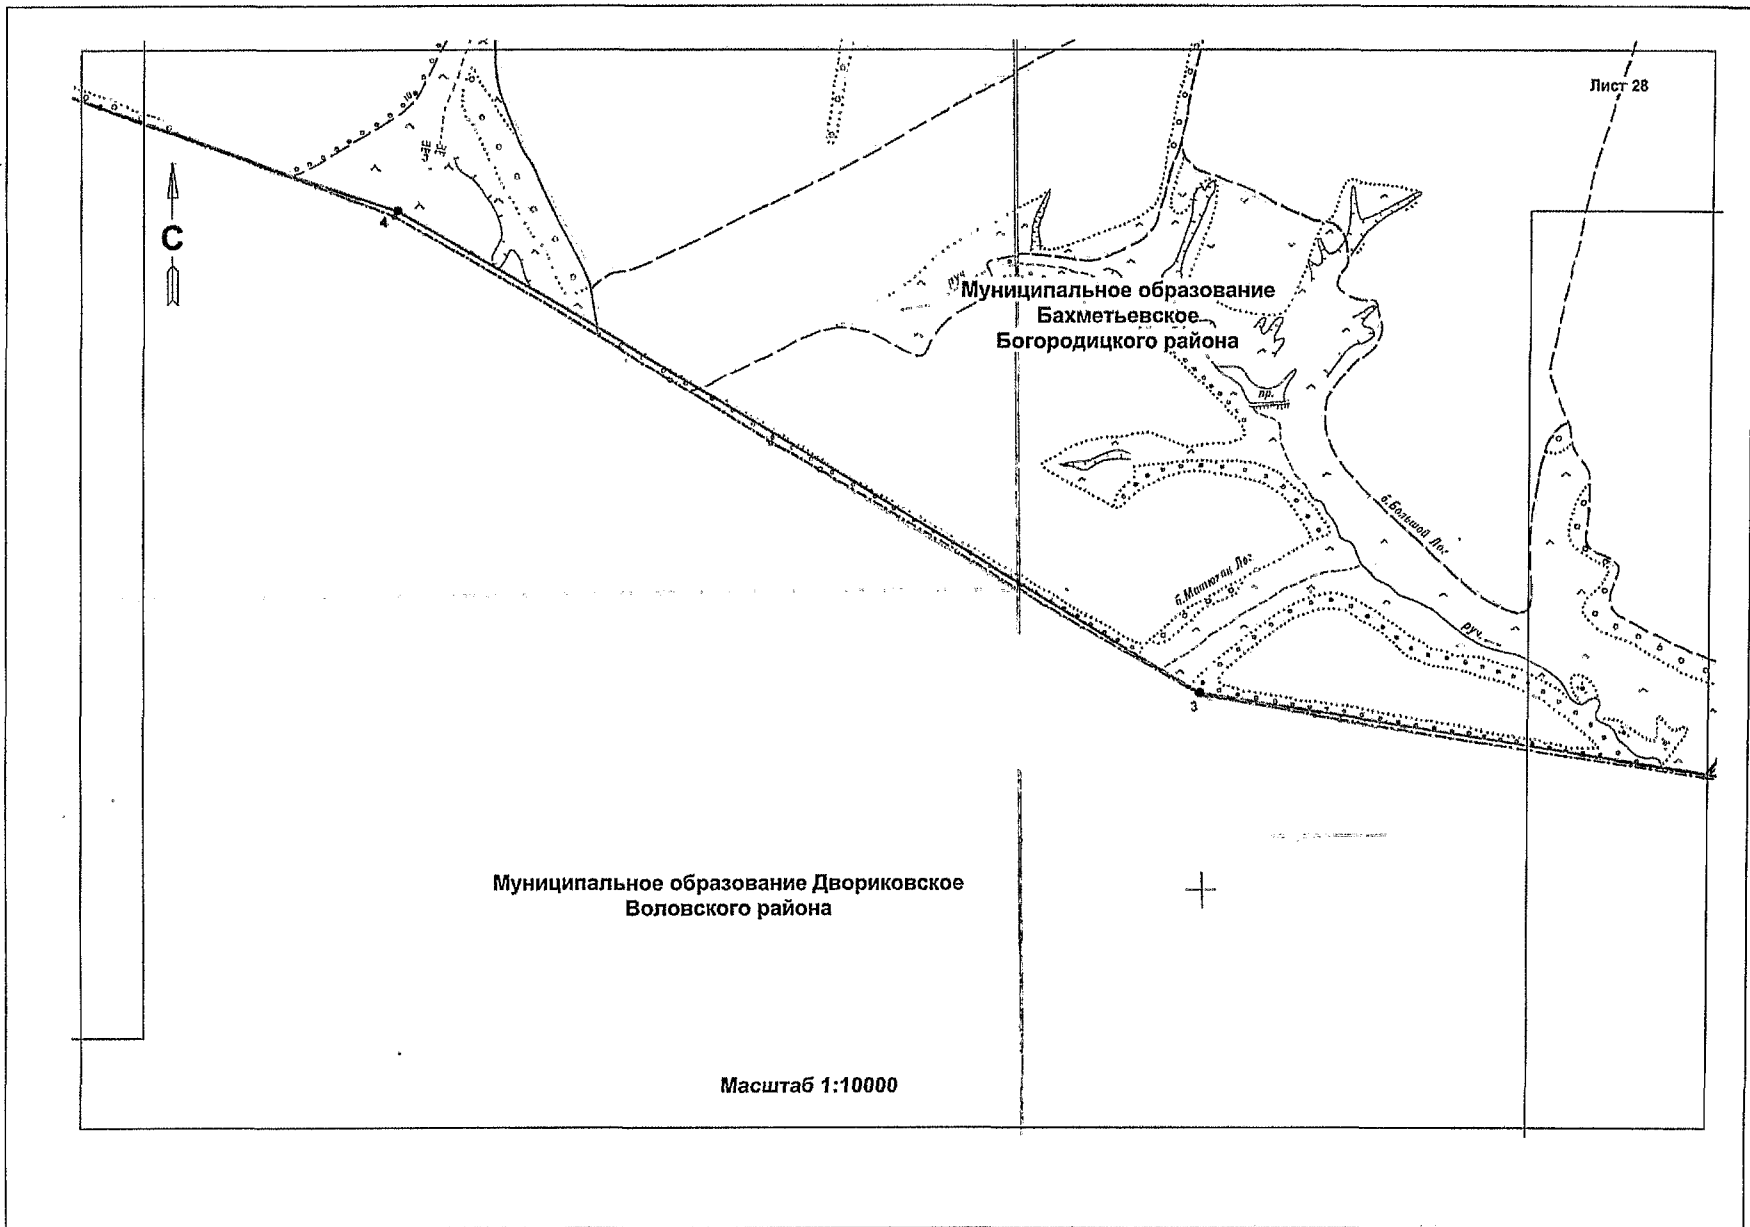 Лист 28
4
С
руч
Муниципальное образование
Бахметьевское
Богородицкого района
пр.
б.Большой Лог
б.Митюхин Лог
руч.
3
Муниципальное образование Двориковское
Воловского района
Масштаб 1:10000